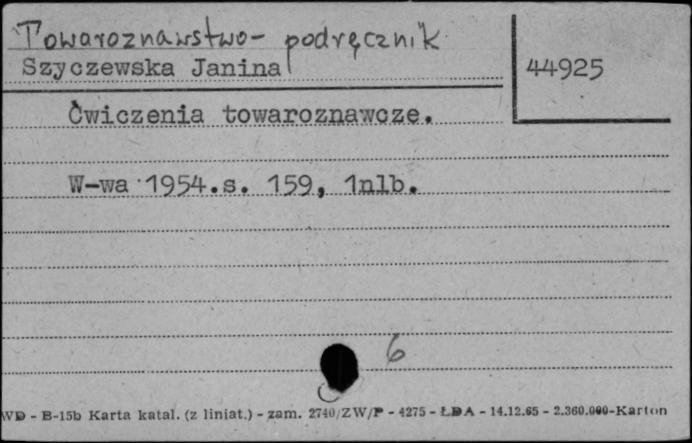 Towaroznawstwo - podręcznik
Szyczewska Janina
44925
Ćwiczenia towaroznawcze.
W-wa 1954.s. 159, 1nlb.
6
WD - B-15b Karta katal. (z liniat.) - zam. 2740/ZW/P - 4275 - ŁDA - 14.12.65 - 2.360.000-Karton